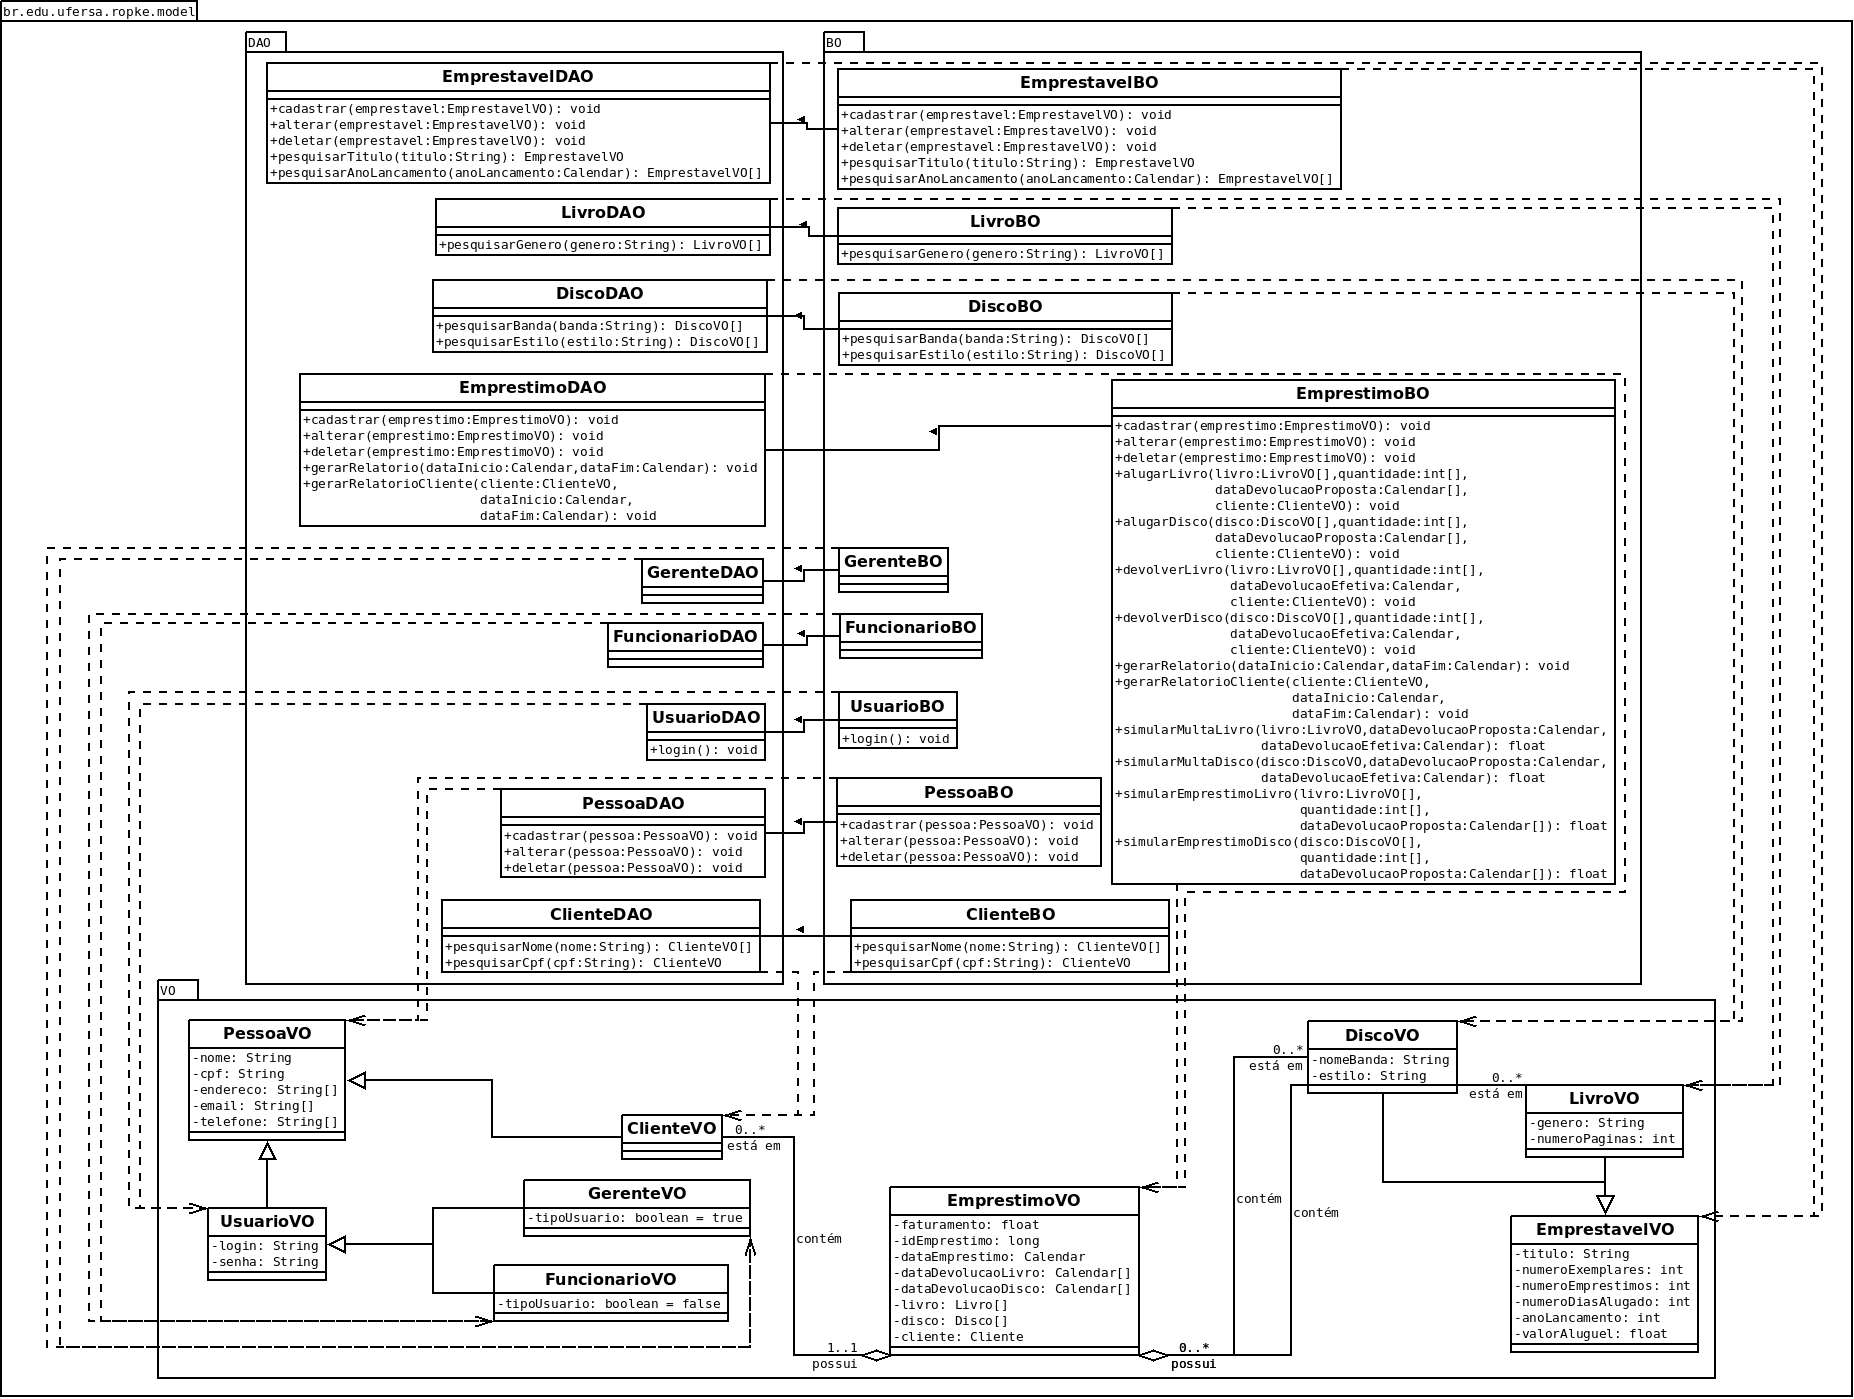 br.edu.ufersa.ropke.model
DAO
EmprestavelDAO
+cadastrar(emprestavel:EmprestavelVO): void
+alterar(emprestavel:EmprestavelVO): void
+deletar(emprestavel:EmprestavelVO): void
+pesquisarTitulo(titulo:String): EmprestavelVO
+pesquisarAnoLancamento(anoLancamento:Calendar): EmprestavelVO[]
LivroDAO
+pesquisarGenero(genero:String): LivroVO[]
DiscoDAO
+pesquisarBanda(banda:String): DiscoVO[]
+pesquisarEstilo(estilo:String): DiscoVO[]
EmprestimoDAO
+cadastrar(emprestimo:EmprestimoVO): void
+alterar(emprestimo:EmprestimoVO): void
+deletar(emprestimo:EmprestimoVO): void
+gerarRelatorio(dataInicio:Calendar,dataFim:Calendar): void
+gerarRelatorioCliente(cliente:ClienteVO,
dataInicio:Calendar,
dataFim:Calendar): void
GerenteDAO
FuncionarioDAO
UsuarioDAO
+login(): void
PessoaDAO
+cadastrar(pessoa:PessoaVO): void
+alterar(pessoa:PessoaVO): void
+deletar(pessoa:PessoaVO): void
ClienteDAO
+pesquisarNome(nome:String): ClienteVO[]
+pesquisarCpf(cpf:String): ClienteVO
BO
EmprestavelBO
+cadastrar(emprestavel:EmprestavelVO): void
+alterar(emprestavel:EmprestavelVO): void
+deletar(emprestavel:EmprestavelVO): void
+pesquisarTitulo(titulo:String): EmprestavelVO
+pesquisarAnoLancamento(anoLancamento:Calendar): EmprestavelVO[]
LivroBO
+pesquisarGenero(genero:String): LivroVO[]
DiscoBO
+pesquisarBanda(banda:String): DiscoVO[]
+pesquisarEstilo(estilo:String): DiscoVO[]
EmprestimoBO
+cadastrar(emprestimo:EmprestimoVO): void
+alterar(emprestimo:EmprestimoVO): void
+deletar(emprestimo:EmprestimoVO): void
+alugarLivro(livro:LivroVO[],quantidade:int[],
dataDevolucaoProposta:Calendar[],
cliente:ClienteVO): void
+alugarDisco(disco:DiscoVO[],quantidade:int[],
dataDevolucaoProposta:Calendar[],
cliente:ClienteVO): void
+devolverLivro(livro:LivroVO[],quantidade:int[],
dataDevolucaoEfetiva:Calendar,
cliente:ClienteVO): void
+devolverDisco(disco:DiscoVO[],quantidade:int[],
dataDevolucaoEfetiva:Calendar,
cliente:ClienteVO): void
+gerarRelatorio(dataInicio:Calendar,dataFim:Calendar): void
+gerarRelatorioCliente(cliente:ClienteVO,
dataInicio:Calendar,
dataFim:Calendar): void
+simularMultaLivro(livro:LivroVO,dataDevolucaoProposta:Calendar,
dataDevolucaoEfetiva:Calendar): float
+simularMultaDisco(disco:DiscoVO,dataDevolucaoProposta:Calendar,
dataDevolucaoEfetiva:Calendar): float
+simularEmprestimoLivro(livro:LivroVO[],
quantidade:int[],
dataDevolucaoProposta:Calendar[]): float
+simularEmprestimoDisco(disco:DiscoVO[],
quantidade:int[],
dataDevolucaoProposta:Calendar[]): float
GerenteBO
FuncionarioBO
UsuarioBO
+login(): void
PessoaBO
+cadastrar(pessoa:PessoaVO): void
+alterar(pessoa:PessoaVO): void
+deletar(pessoa:PessoaVO): void
ClienteBO
+pesquisarNome(nome:String): ClienteVO[]
+pesquisarCpf(cpf:String): ClienteVO
VO
PessoaVO
-nome: String
-cpf: String
-endereco: String[]
-email: String[]
-telefone: String[]
UsuarioVO
-login: String
-senha: String
ClienteVO
0..*
está em
GerenteVO
-tipoUsuario: boolean = true
FuncionarioVO
-tipoUsuario: boolean = false
contém
1..1
possui
EmprestimoVO
-faturamento: float
-idEmprestimo: long
-dataEmprestimo: Calendar
-dataDevolucaoLivro: Calendar[]
-dataDevolucaoDisco: Calendar[]
-livro: Livro[]
-disco: Disco[]
-cliente: Cliente
0..*
possui
contém
contém
0..*
está em
DiscoVO
-nomeBanda: String
-estilo: String
0..*
está em
LivroVO
-genero: String
-numeroPaginas: int
EmprestavelVO
-titulo: String
-numeroExemplares: int
-numeroEmprestimos: int
-numeroDiasAlugado: int
-anoLancamento: int
-valorAluguel: float